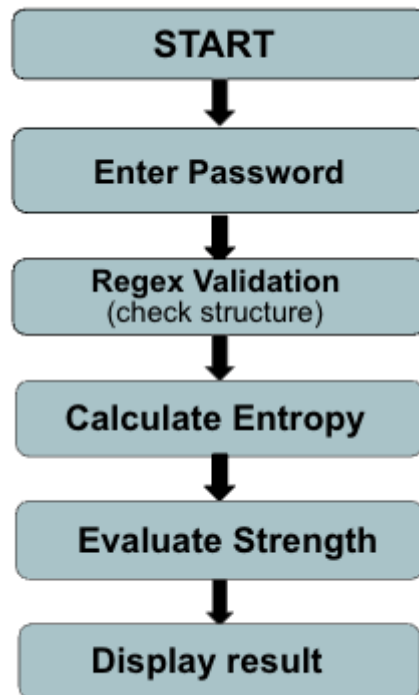 START
Enter Password
Regex Validation
(check structure)
Calculate Entropy
Evaluate Strength
Display result